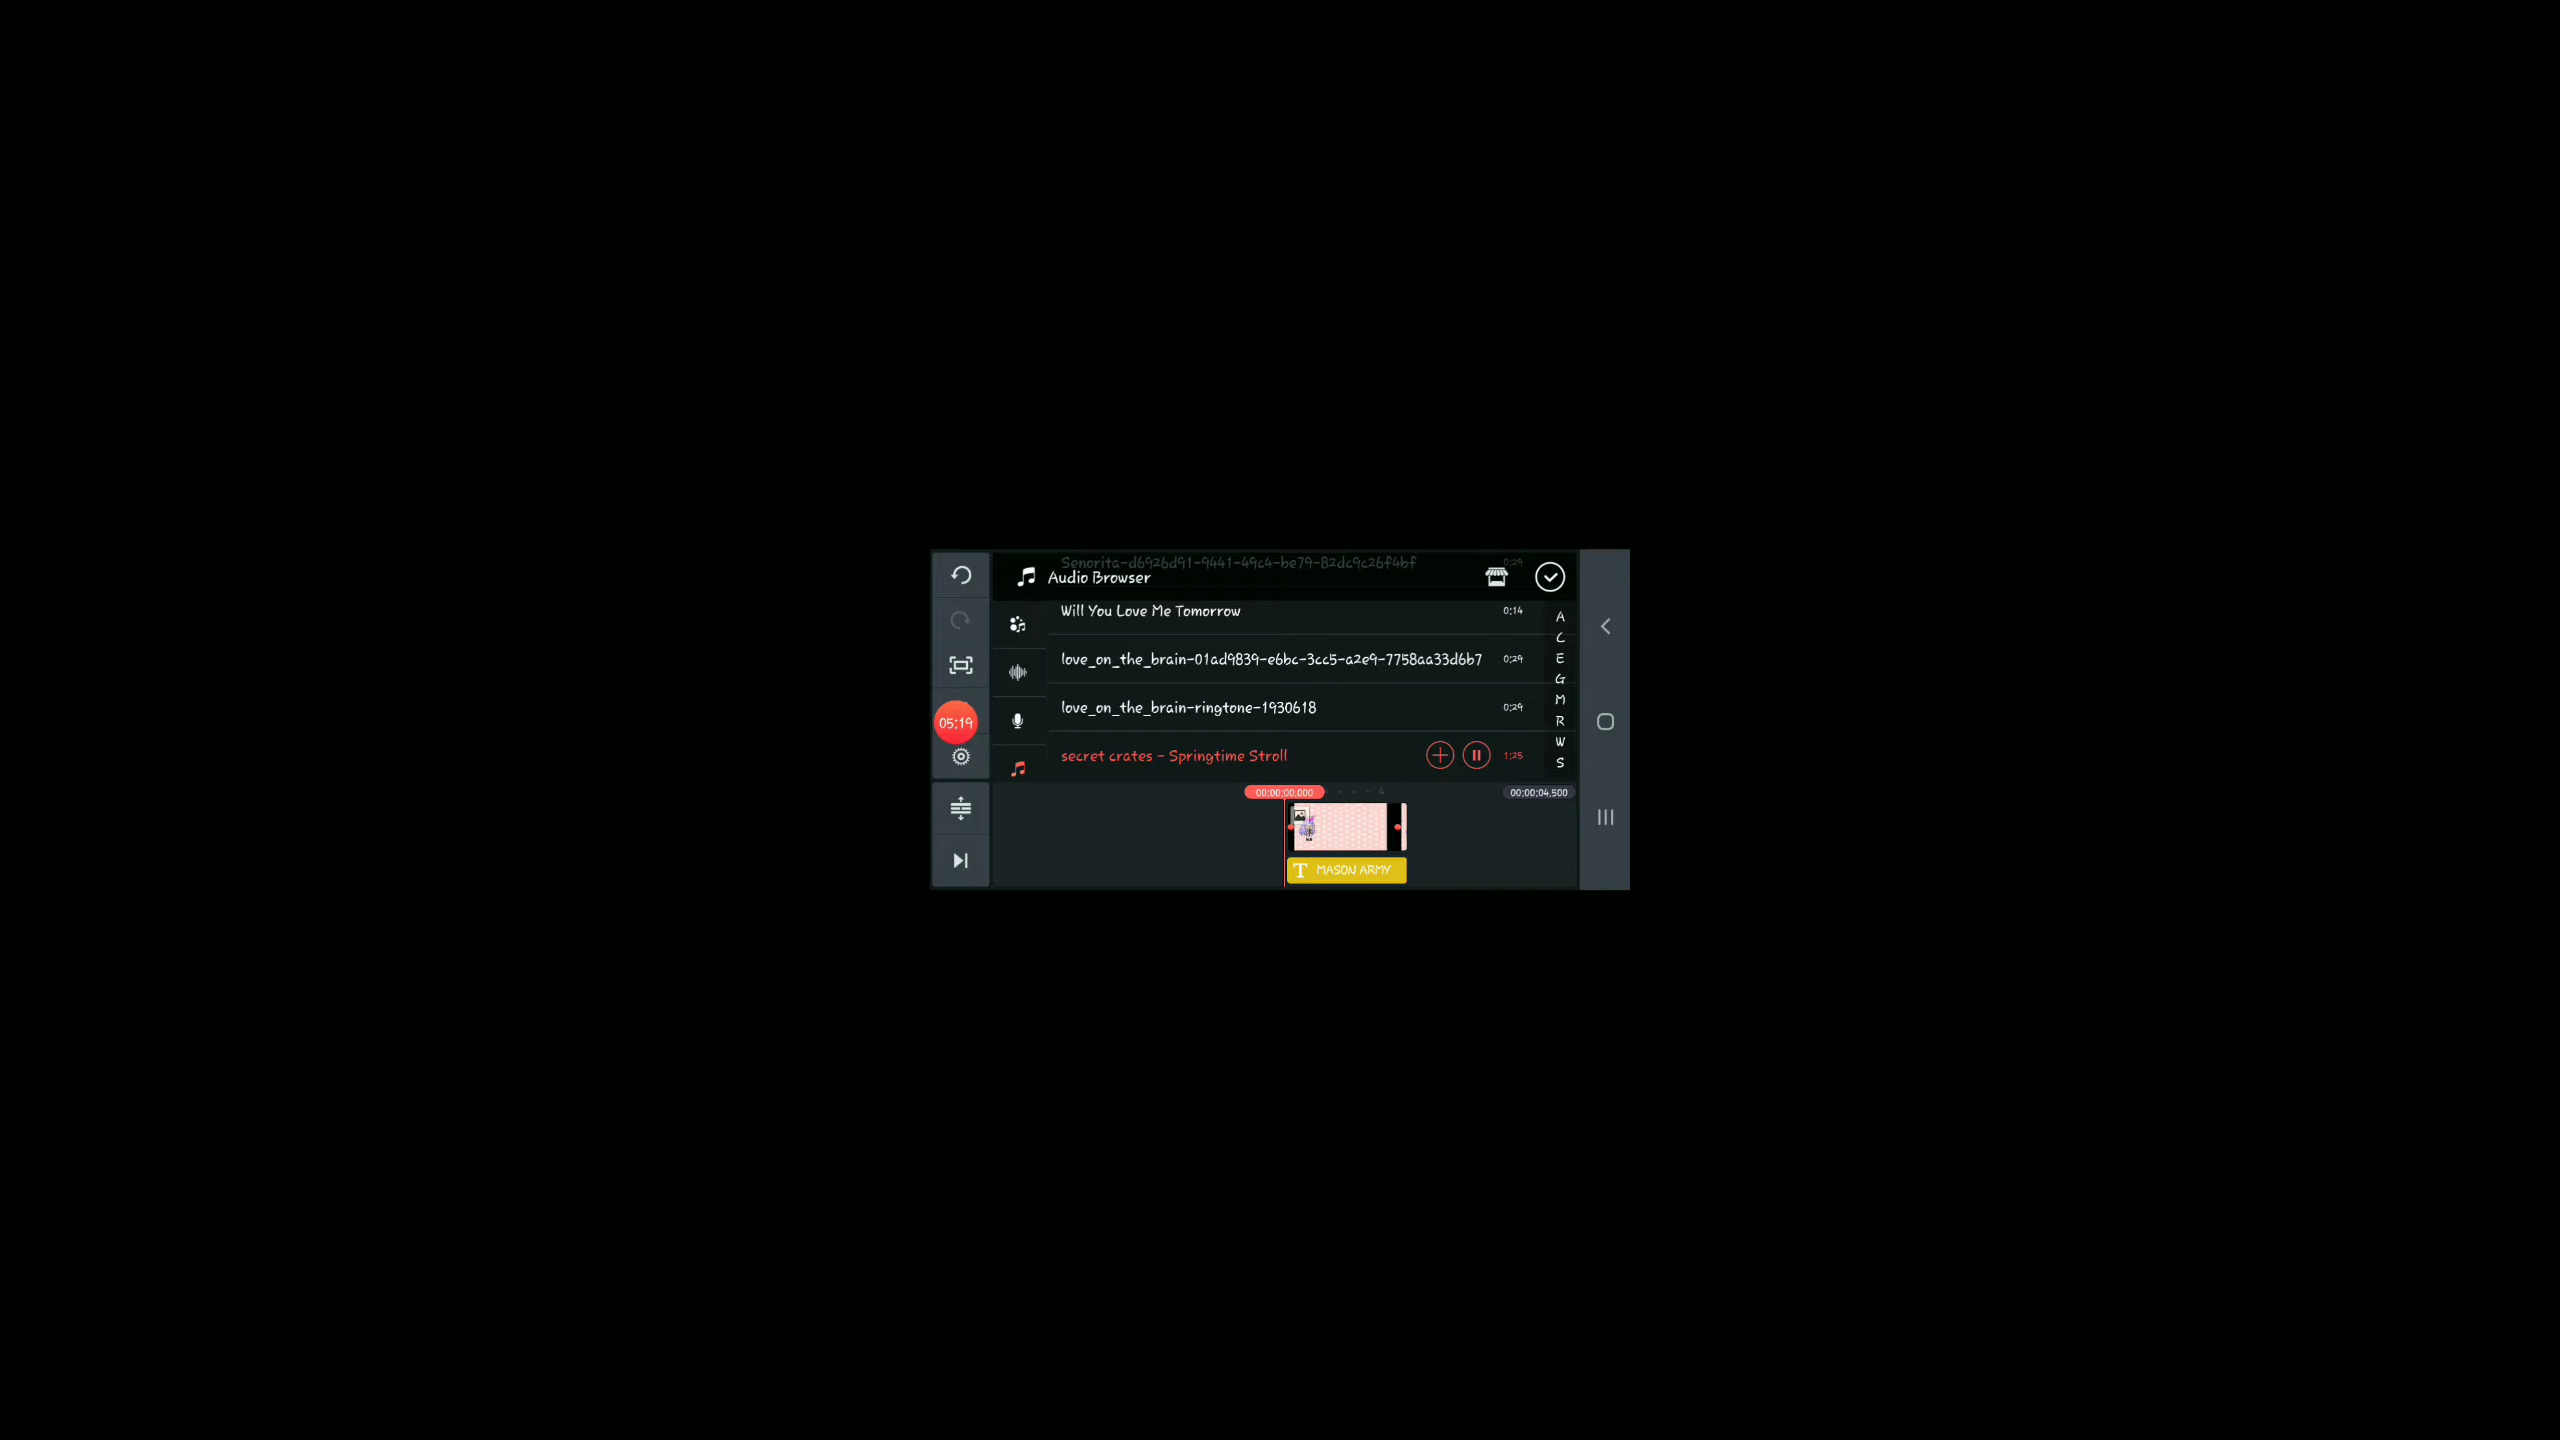 Senorita-d6926d91-9441-49c4-be79-82dc9c26f4bf 0:29
Audio Browser
Will You Love Me Tomorrow 0:14
love_on_the_brain-01ad9839-e6bc-3cc5-a2e9-7758aa33d6b7 0:29
love_on_the_brain-ringtone-1930618 0:29
secret crates - Springtime Stroll 1:25
A
C
E
G
M
R
W
S
05:19
00:00:00.000
00:00:04.500
T MASON ARMY